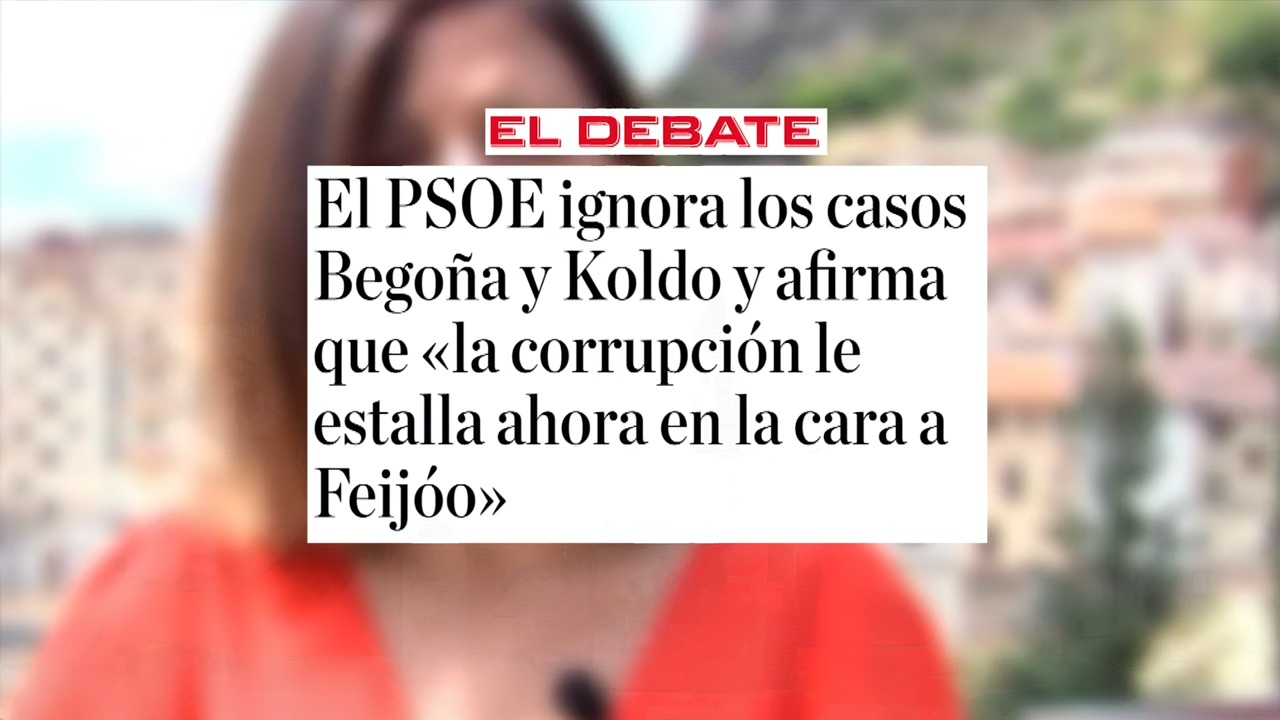 EL DEBATE
El PSOE ignora los casos
Begoña y Koldo y afirma
que «la corrupción le
estalla ahora en la cara a
Feijóo»